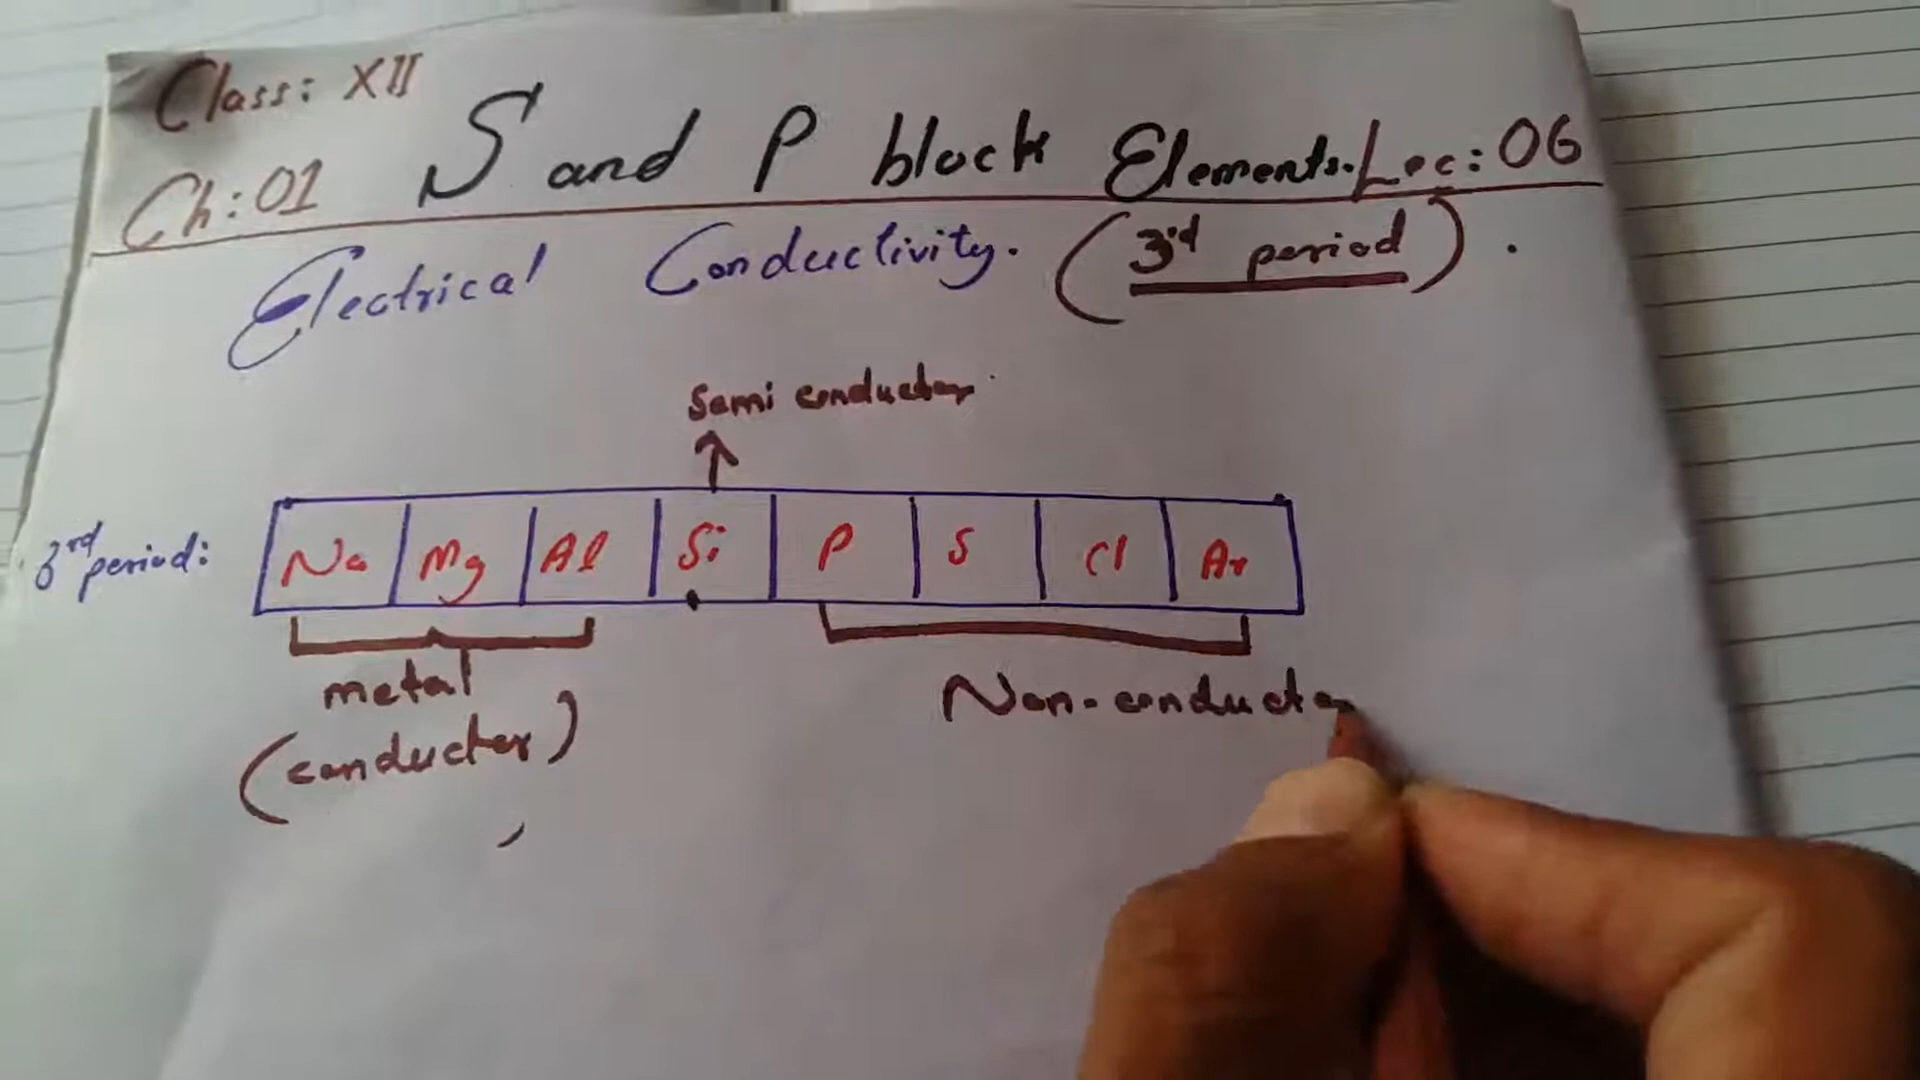 Class: XII
Ch:01 S and P block Elements. Lec: 06
Electrical Conductivity. (3rd period).
Semi conductor
3rd period: Na Mg Al Si P S Cl Ar
metal
(conductor)
Non-conducto